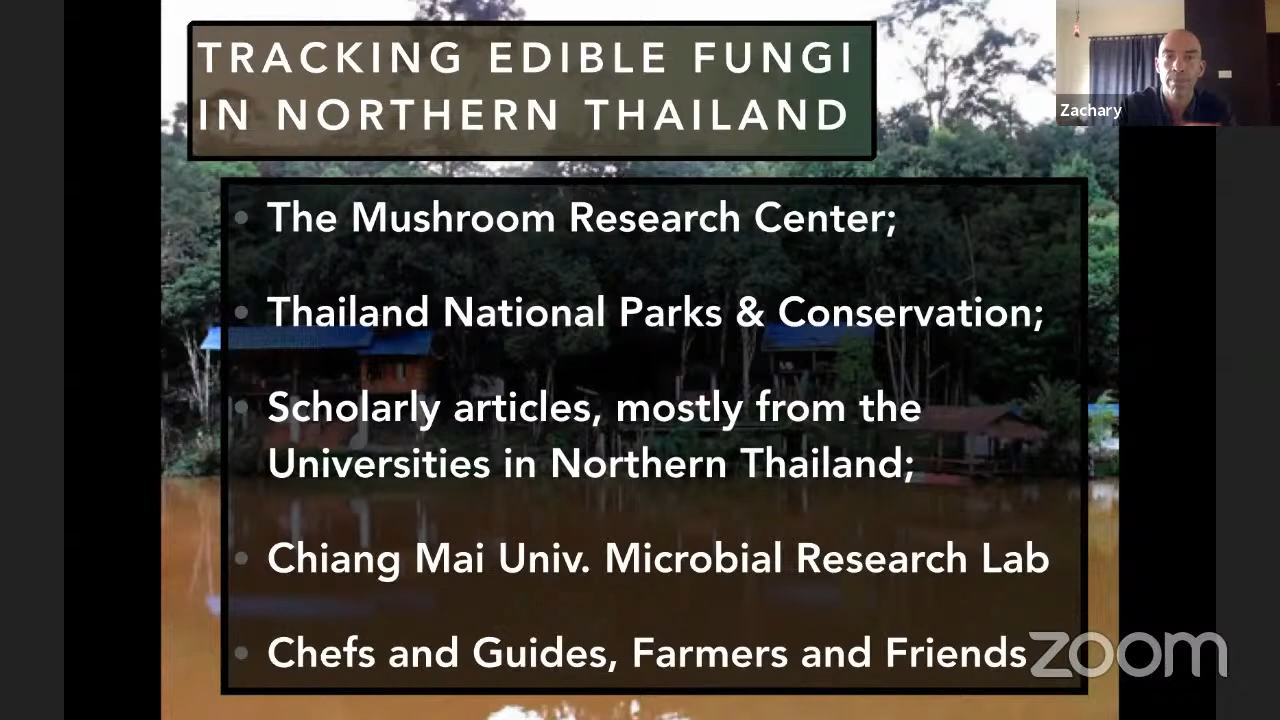 TRACKING EDIBLE FUNGI
IN NORTHERN THAILAND
Zachary
• The Mushroom Research Center;
• Thailand National Parks & Conservation;
• Scholarly articles, mostly from the
Universities in Northern Thailand;
• Chiang Mai Univ. Microbial Research Lab
• Chefs and Guides, Farmers and Friends
zoom